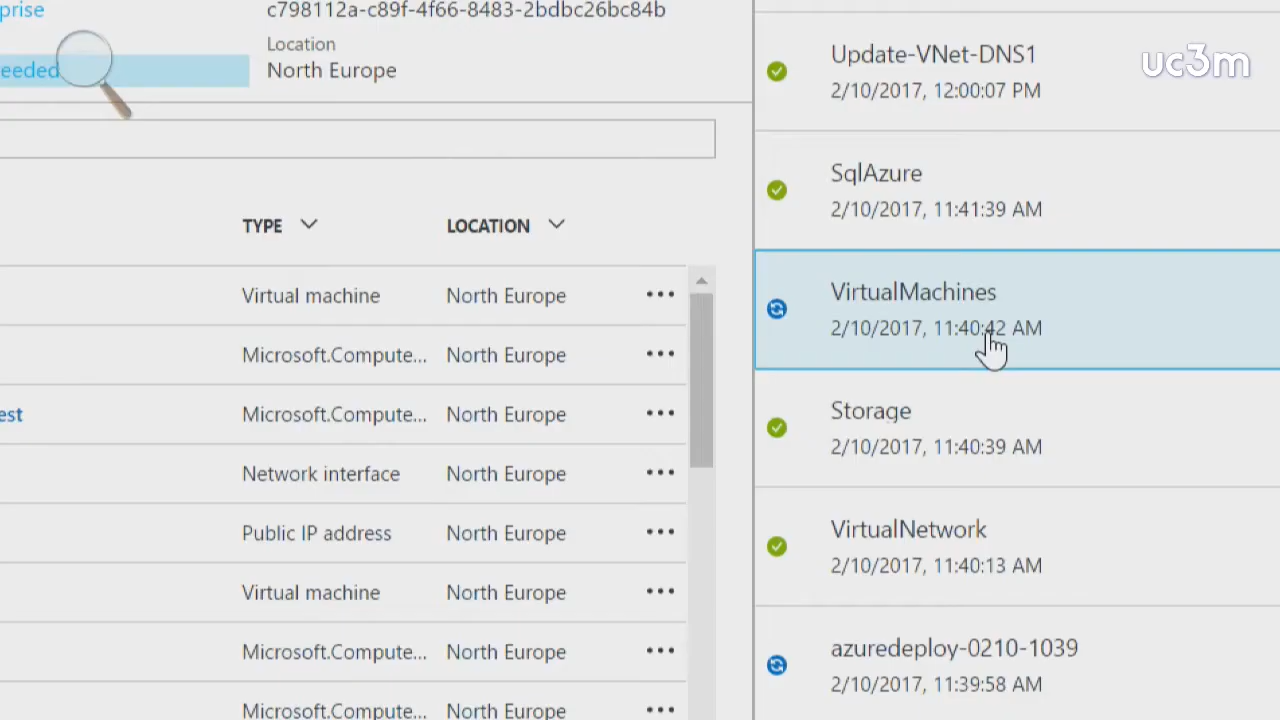 prise
c798112a-c89f-4f66-8483-2bdbc26bc84b
Location
eeded
North Europe
TYPE LOCATION
Virtual machine North Europe
Microsoft.Compute... North Europe
est Microsoft.Compute... North Europe
Network interface North Europe
Public IP address North Europe
Virtual machine North Europe
Microsoft.Compute... North Europe
Microsoft.Compute... North Europe
Update-VNet-DNS1
2/10/2017, 12:00:07 PM
SqlAzure
2/10/2017, 11:41:39 AM
VirtualMachines
2/10/2017, 11:40:42 AM
Storage
2/10/2017, 11:40:39 AM
VirtualNetwork
2/10/2017, 11:40:13 AM
azuredeploy-0210-1039
2/10/2017, 11:39:58 AM
uc3m